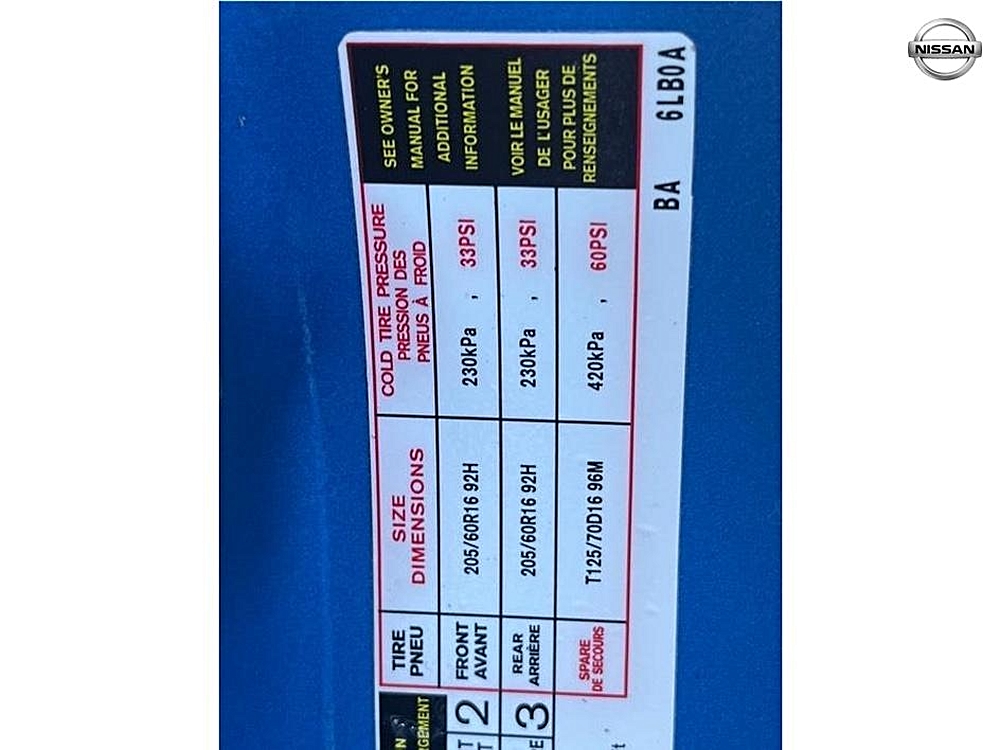 NISSAN
TIRE SIZE COLD TIRE PRESSURE SEE OWNER'S
PNEU DIMENSIONS PRESSION DES MANUAL FOR
PNEUS À FROID ADDITIONAL
INFORMATION
2 FRONT 205/60R16 92H 230kPa , 33PSI
AVANT
VOIR LE MANUEL
3 REAR 205/60R16 92H 230kPa , 33PSI DE L'USAGER
ARRIÈRE POUR PLUS DE
RENSEIGNEMENTS
SPARE T125/70D16 96M 420kPa , 60PSI
DE SECOURS
BA 6LB0A